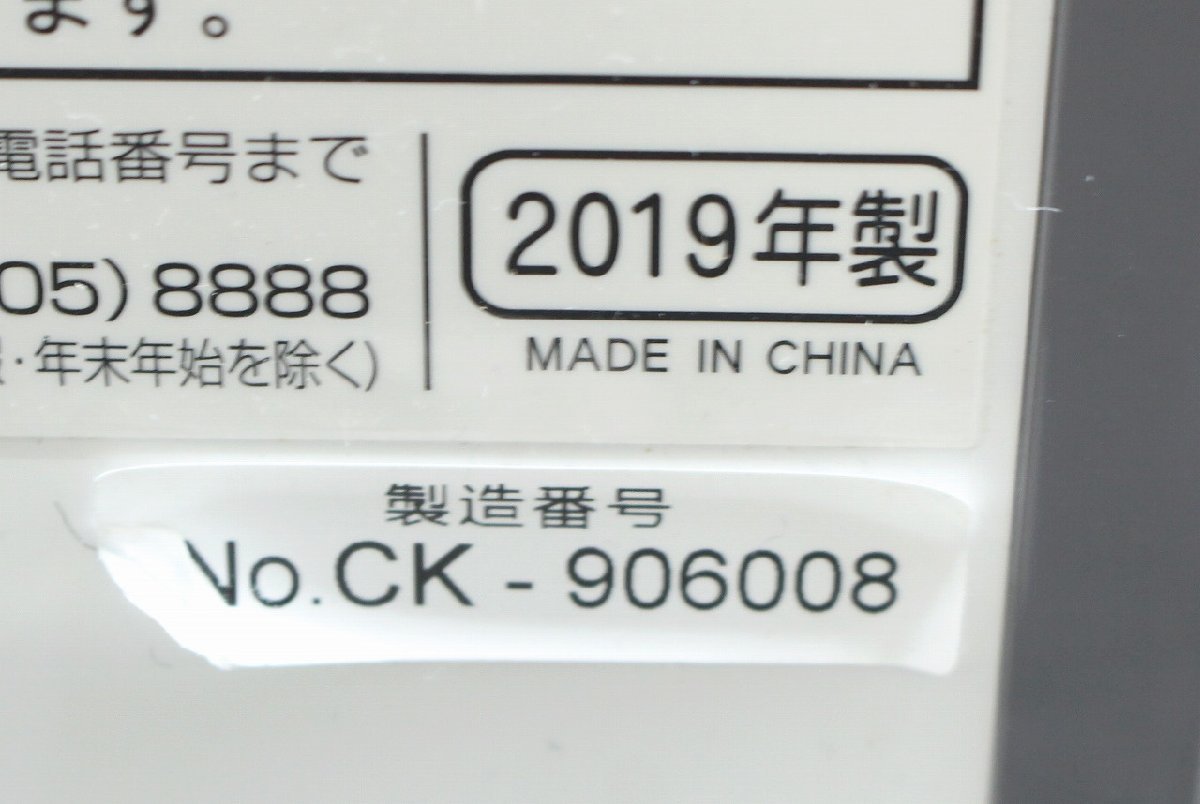 ます。
電話番号まで
05) 8888
・年末年始を除く)
2019年製
MADE IN CHINA
製造番号
No.CK - 906008